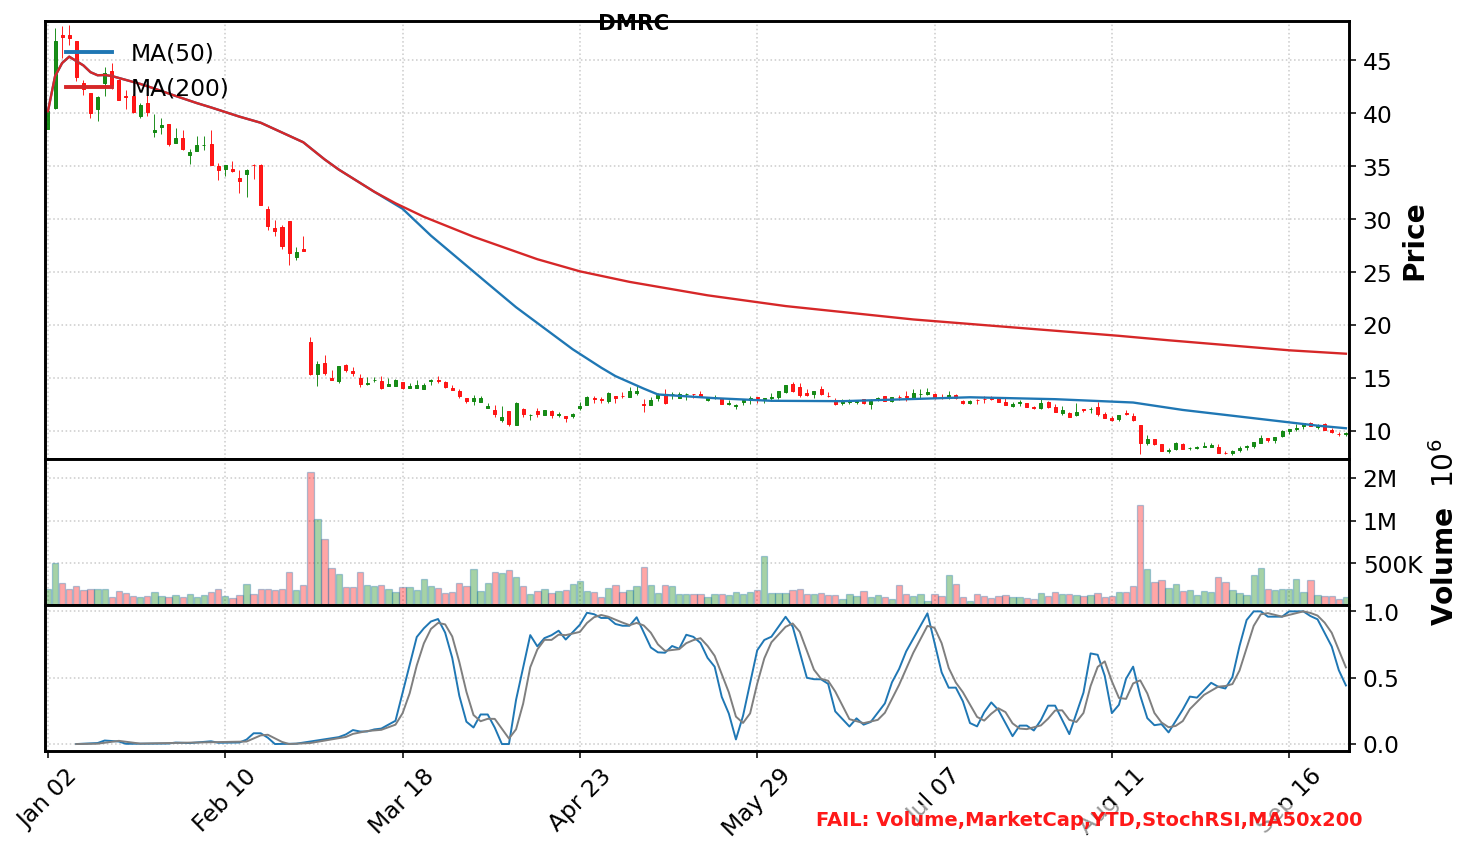 DMRC
MA(50)
MA(200)
45
40
35
30
25
20
15
10
Price
2M
1M
500K
Volume 10^6
1.0
0.5
0.0
Jan 02
Feb 10
Mar 18
Apr 23
May 29
Jul 07
Aug 11
Sep 16
FAIL: Volume,MarketCap,YTD,StochRSI,MA50x200